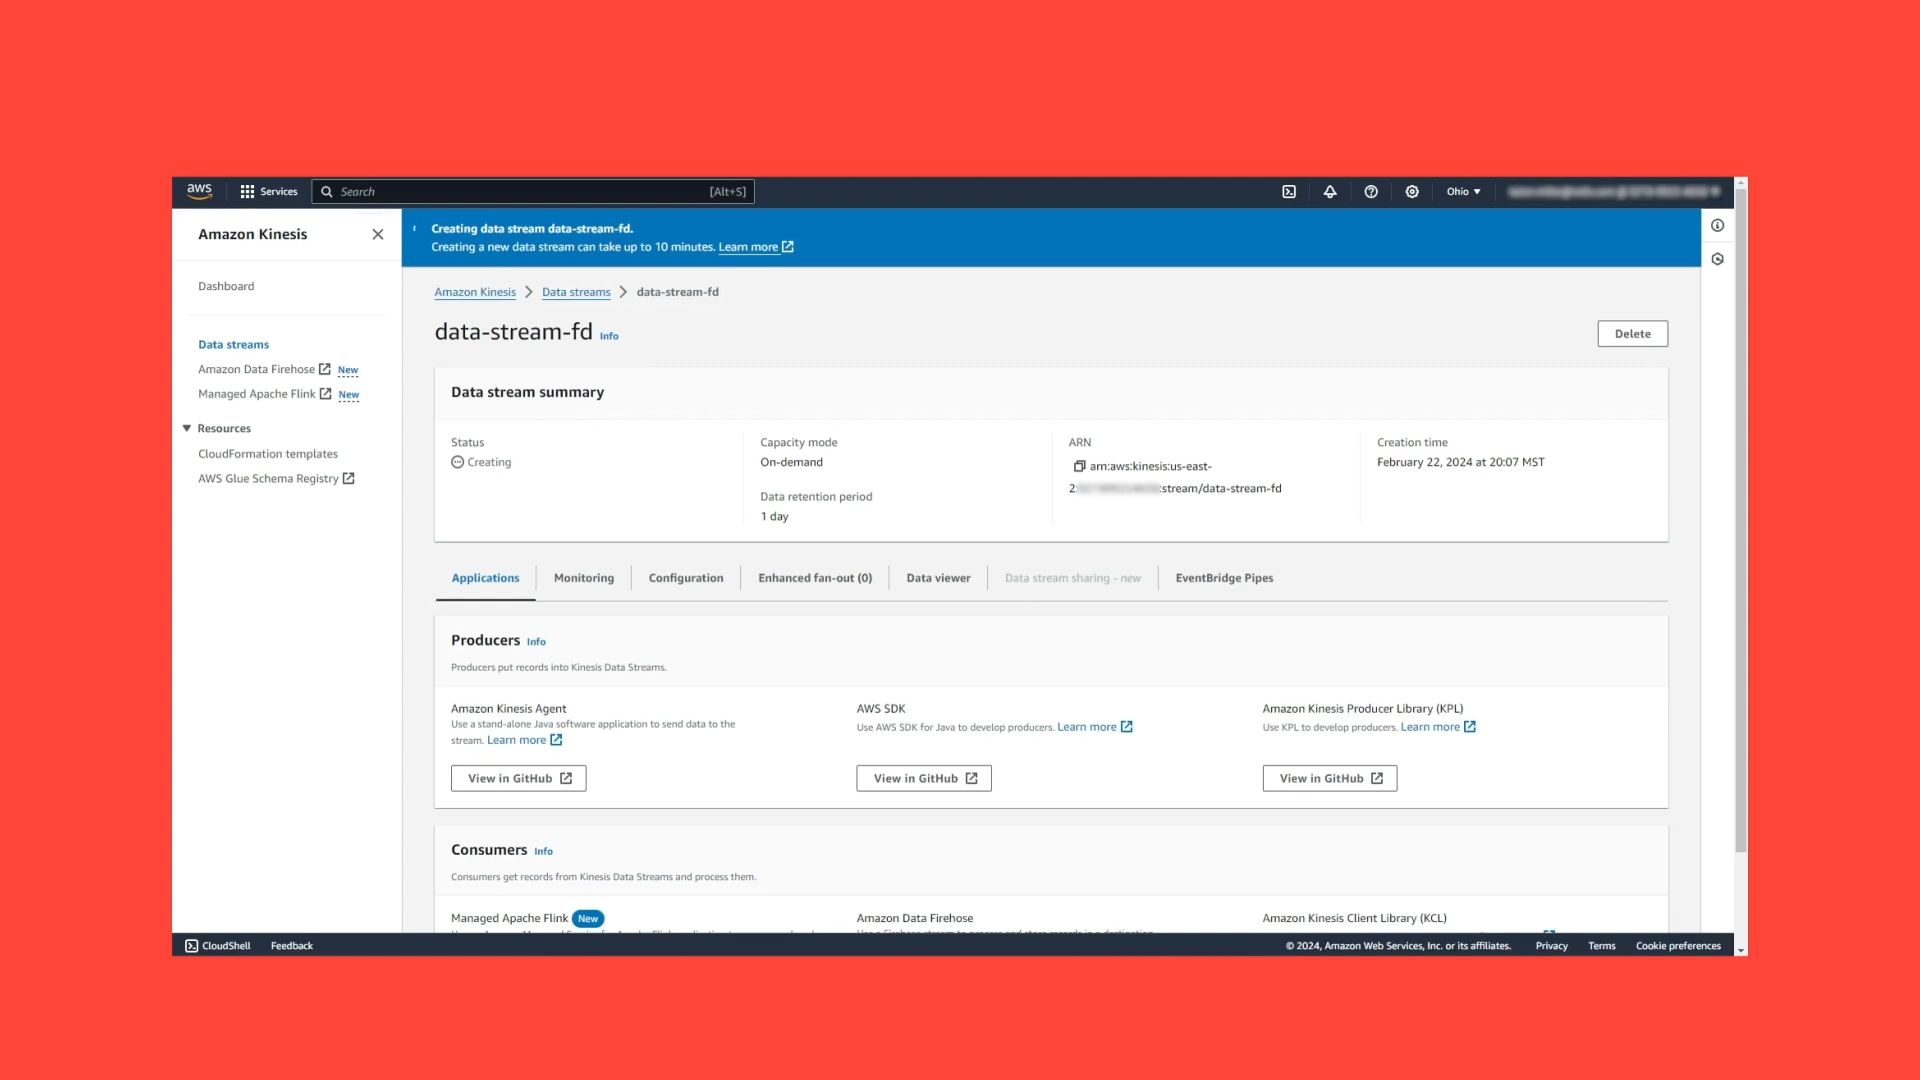 aws
Services
Search
[Alt+S]
Ohio
Amazon Kinesis
Dashboard
Data streams
Amazon Data Firehose New
Managed Apache Flink New
Resources
CloudFormation templates
AWS Glue Schema Registry
Creating data stream data-stream-fd.
Creating a new data stream can take up to 10 minutes. Learn more
Amazon Kinesis > Data streams > data-stream-fd
data-stream-fd Info
Delete
Data stream summary
Status
Creating
Capacity mode
On-demand
Data retention period
1 day
ARN
arn:aws:kinesis:us-east-
2: :stream/data-stream-fd
Creation time
February 22, 2024 at 20:07 MST
Applications
Monitoring
Configuration
Enhanced fan-out (0)
Data viewer
Data stream sharing - new
EventBridge Pipes
Producers Info
Producers put records into Kinesis Data Streams.
Amazon Kinesis Agent
Use a stand-alone Java software application to send data to the
stream. Learn more
View in GitHub
AWS SDK
Use AWS SDK for Java to develop producers. Learn more
View in GitHub
Amazon Kinesis Producer Library (KPL)
Use KPL to develop producers. Learn more
View in GitHub
Consumers Info
Consumers get records from Kinesis Data Streams and process them.
Managed Apache Flink New
Amazon Data Firehose
Amazon Kinesis Client Library (KCL)
CloudShell
Feedback
© 2024, Amazon Web Services, Inc. or its affiliates.
Privacy
Terms
Cookie preferences